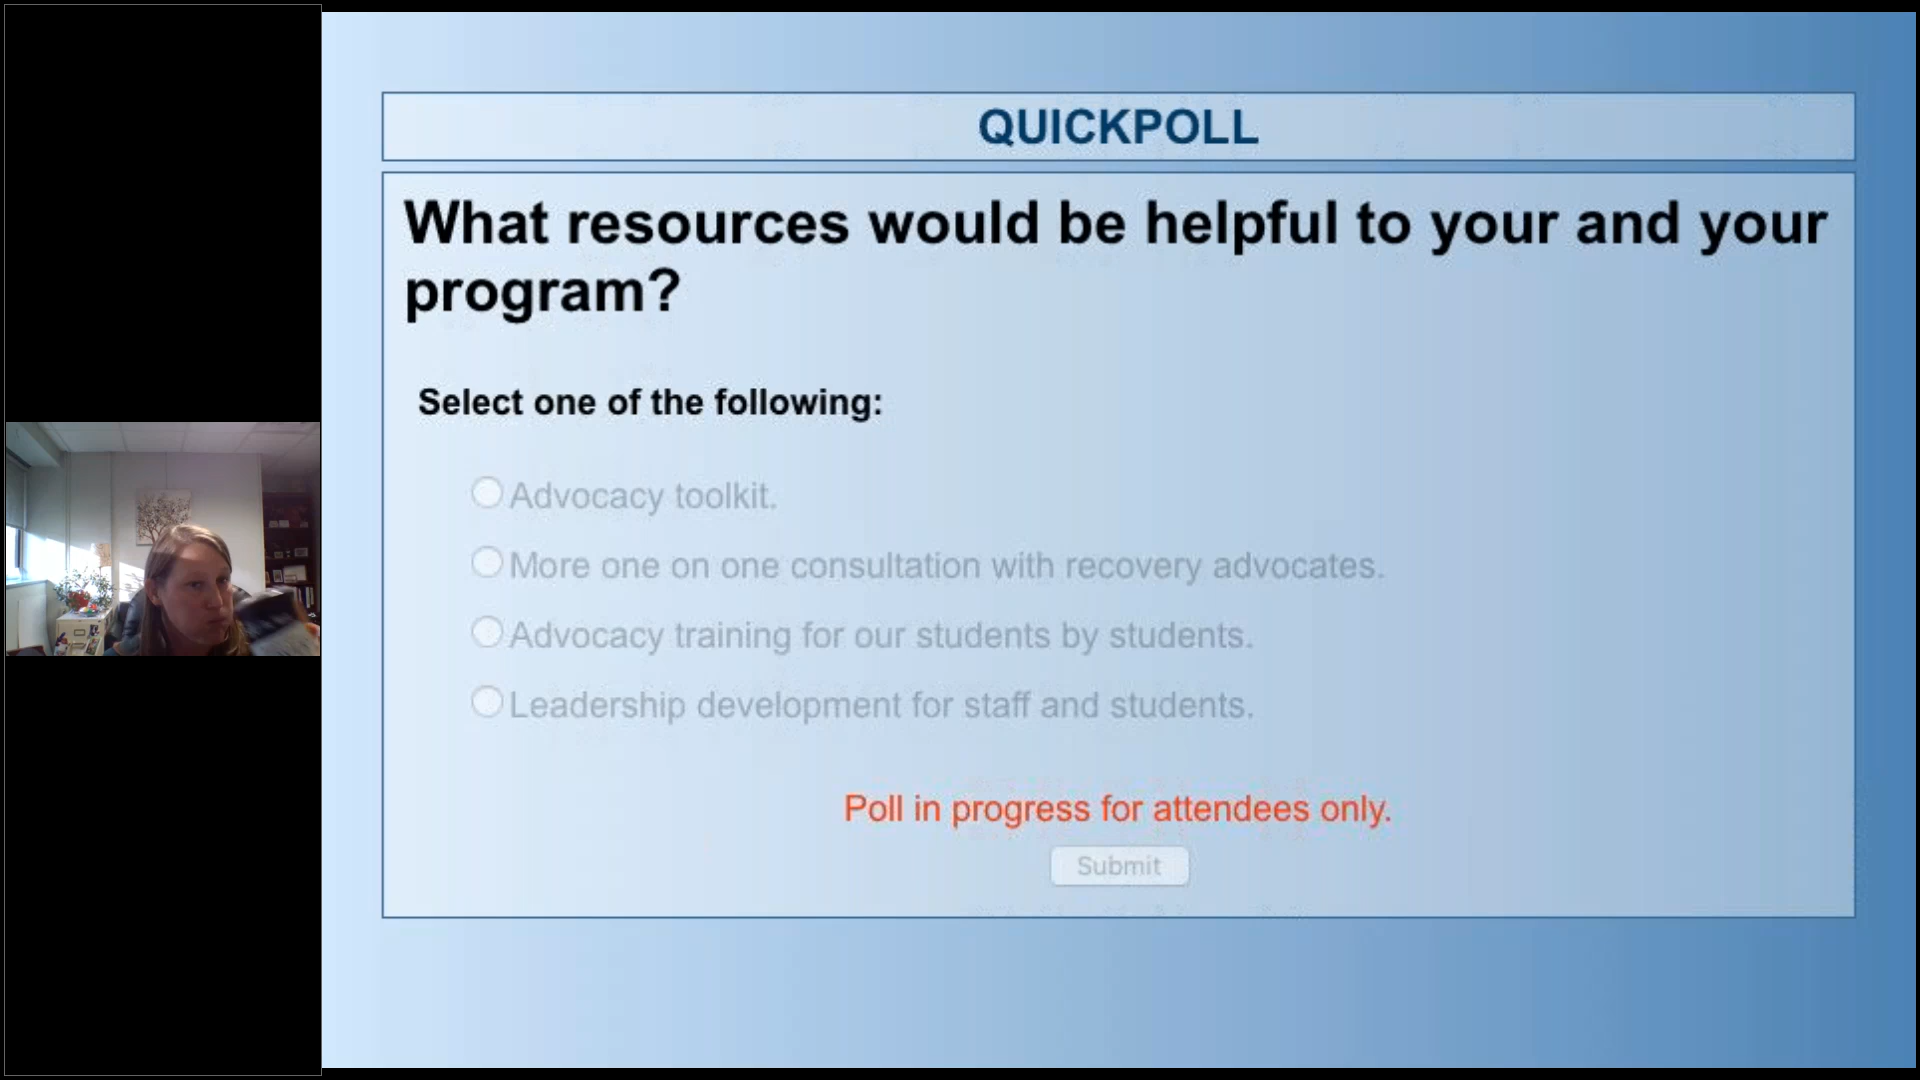 QUICKPOLL
What resources would be helpful to your and your
program?
Select one of the following:
Advocacy toolkit.
More one on one consultation with recovery advocates.
Advocacy training for our students by students.
Leadership development for staff and students.
Poll in progress for attendees only.
Submit